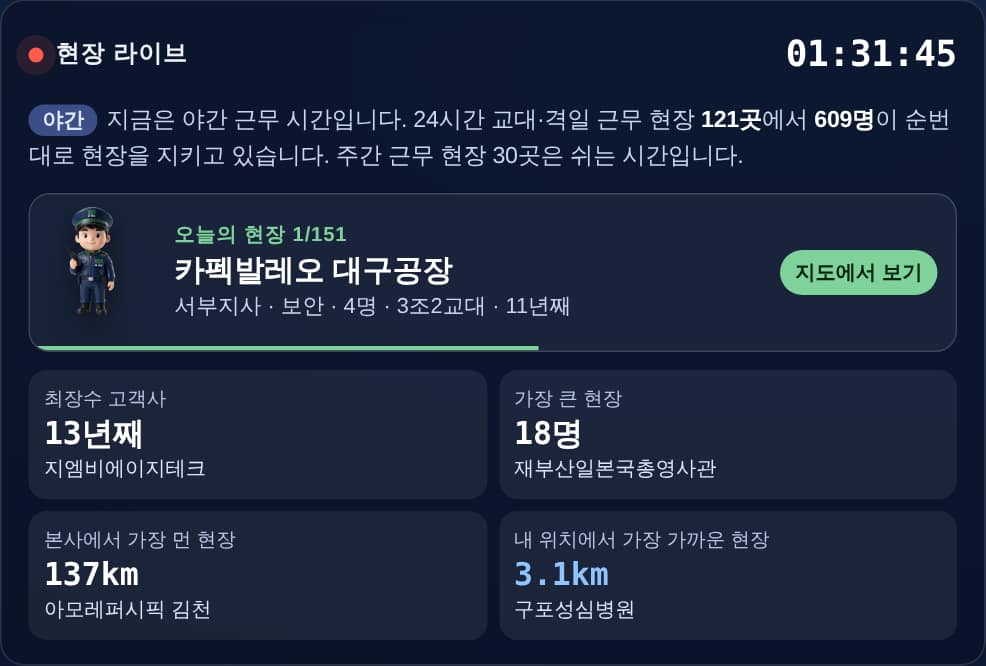 현장 라이브
01:31:45
야간 지금은 야간 근무 시간입니다. 24시간 교대·격일 근무 현장 121곳에서 609명이 순번
대로 현장을 지키고 있습니다. 주간 근무 현장 30곳은 쉬는 시간입니다.
오늘의 현장 1/151
카펙발레오 대구공장
서부지사 · 보안 · 4명 · 3조2교대 · 11년째
지도에서 보기
최장수 고객사
13년째
지엠비에이지테크
가장 큰 현장
18명
재부산일본국총영사관
본사에서 가장 먼 현장
137km
아모레퍼시픽 김천
내 위치에서 가장 가까운 현장
3.1km
구포성심병원